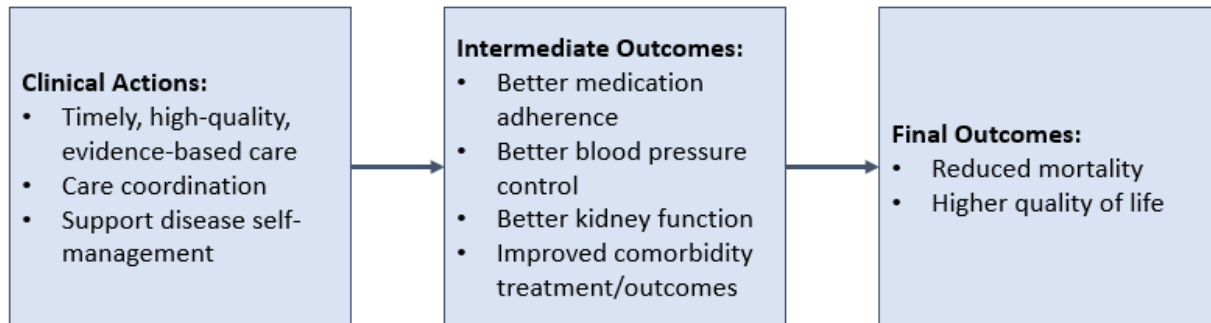 Clinical Actions:
• Timely, high-quality,
evidence-based care
• Care coordination
• Support disease self-
management
Intermediate Outcomes:
• Better medication
adherence
• Better blood pressure
control
• Better kidney function
• Improved comorbidity
treatment/outcomes
Final Outcomes:
• Reduced mortality
• Higher quality of life